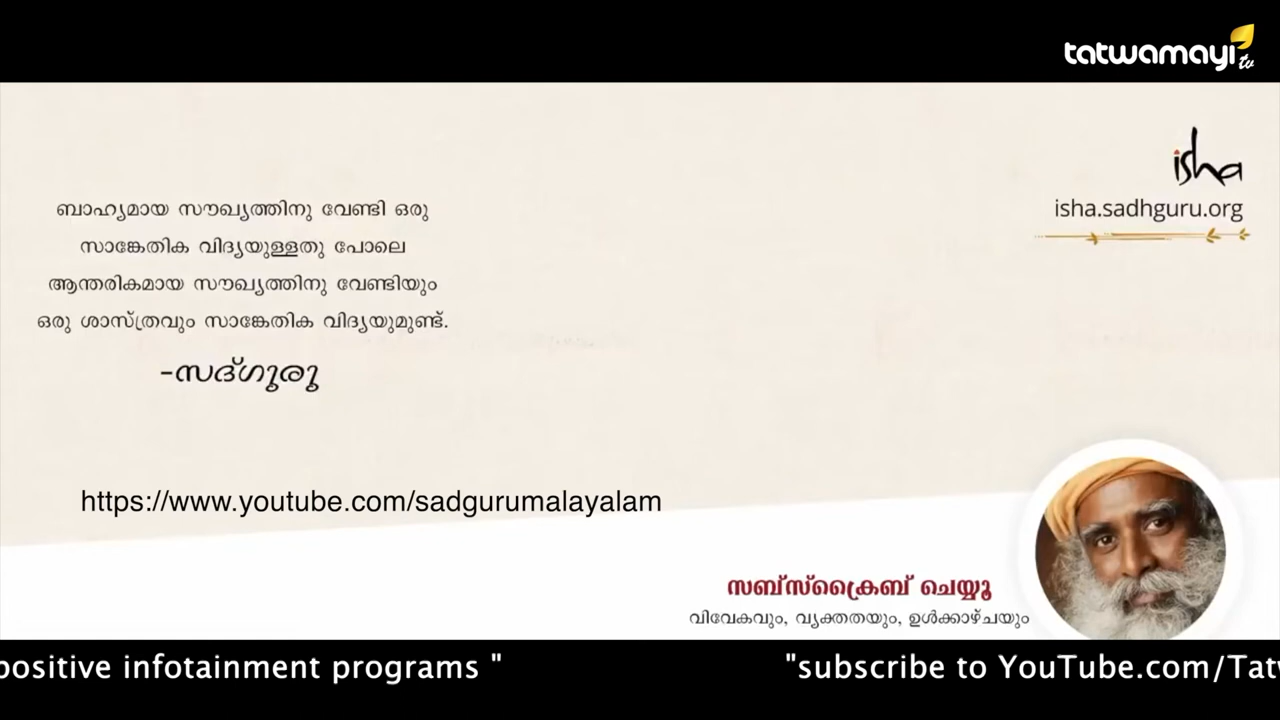 tatwamayi tv
isha
isha.sadhguru.org
ബാഹ്യമായ സൗഖ്യത്തിനു വേണ്ടി ഒരു
സാങ്കേതിക വിദ്യയുള്ളതു പോലെ
ആന്തരികമായ സൗഖ്യത്തിനു വേണ്ടിയും
ഒരു ശാസ്ത്രവും സാങ്കേതിക വിദ്യയുമുണ്ട്.
-സദ്ഗുരു
https://www.youtube.com/sadgurumalayalam
സബ്സ്ക്രൈബ് ചെയ്യൂ
വിവേകവും, വ്യക്തതയും, ഉൾക്കാഴ്ചയും
positive infotainment programs " "subscribe to YouTube.com/Tatw